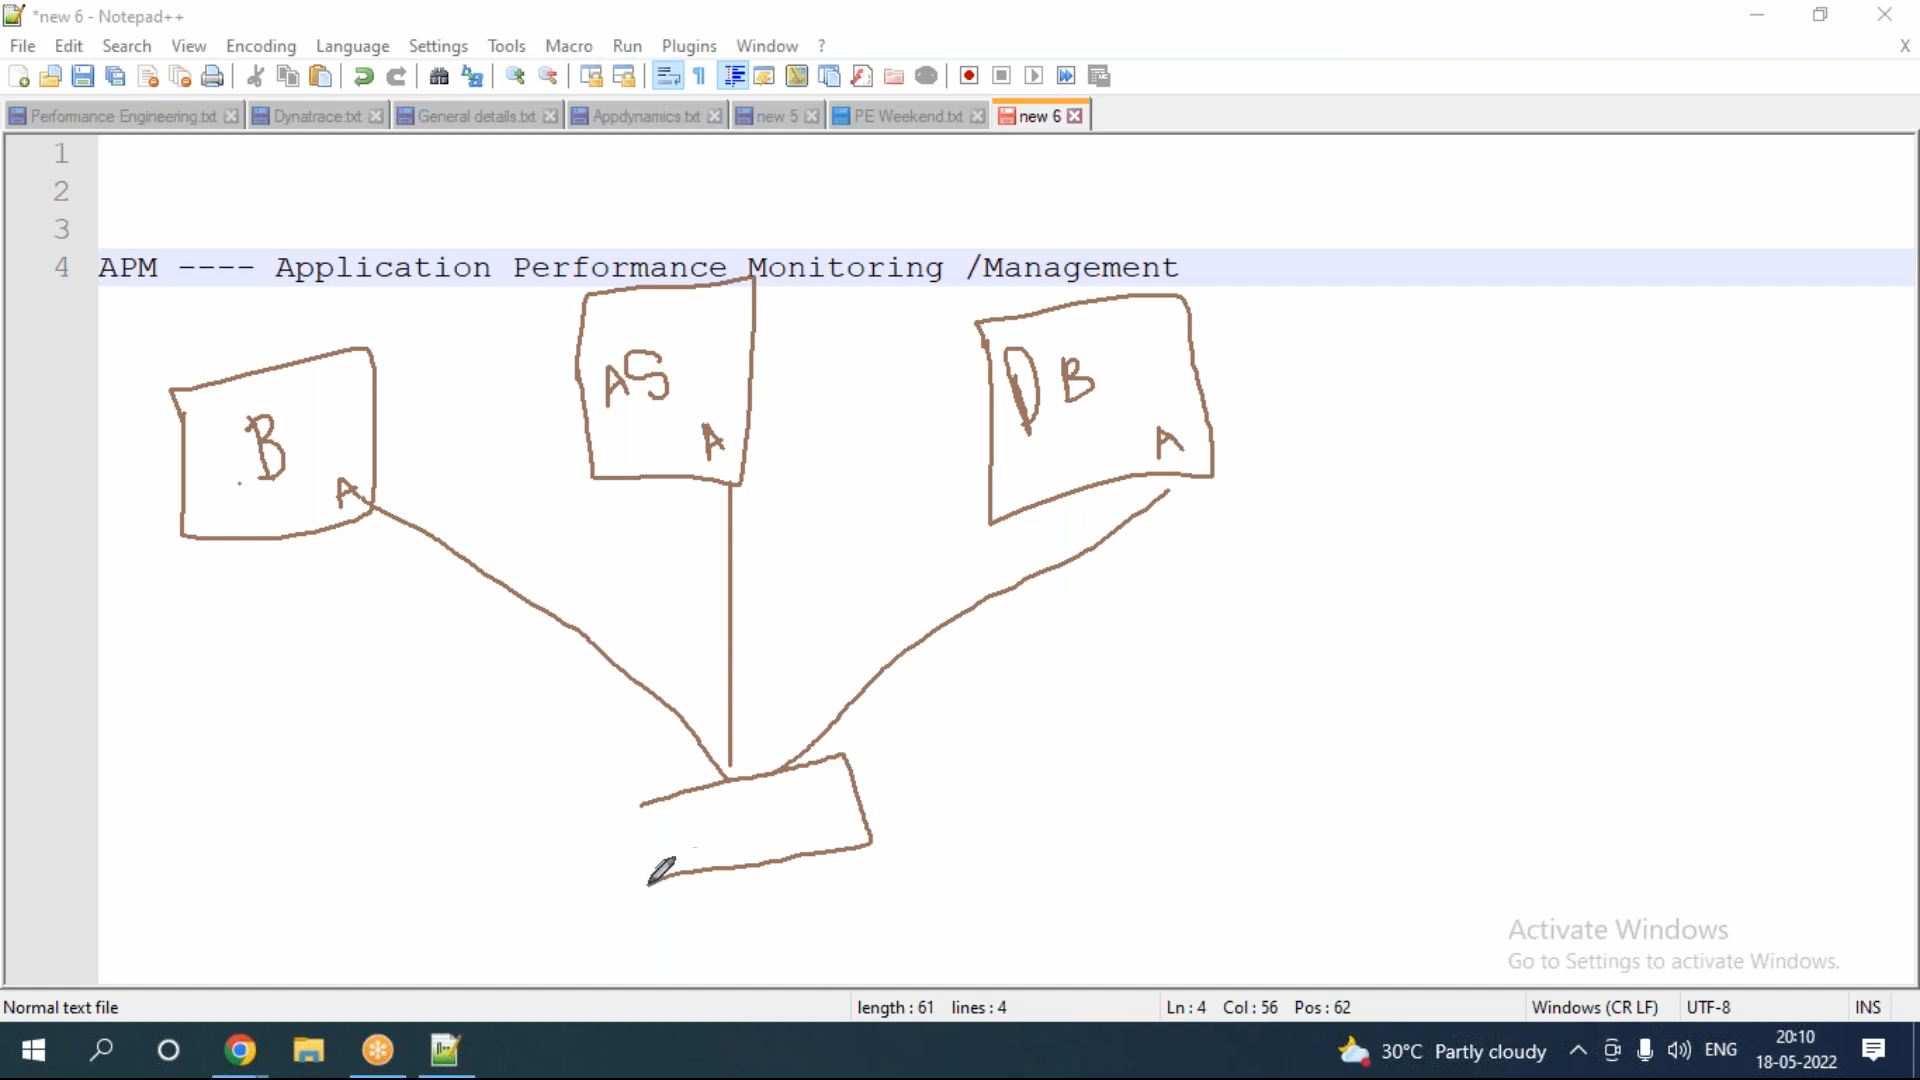 *new 6 - Notepad++
File Edit Search View Encoding Language Settings Tools Macro Run Plugins Window ? X
Performance Engineering.txt Dynatrace.txt General details.txt Appdynamics.txt new 5 PE Weekend.txt new 6
1
2
3
4 APM ---- Application Performance Monitoring /Management
B A
AS A
DB A
Activate Windows
Go to Settings to activate Windows.
Normal text file length : 61 lines : 4 Ln : 4 Col : 56 Pos : 62 Windows (CR LF) UTF-8 INS
30°C Partly cloudy ENG 20:10
18-05-2022